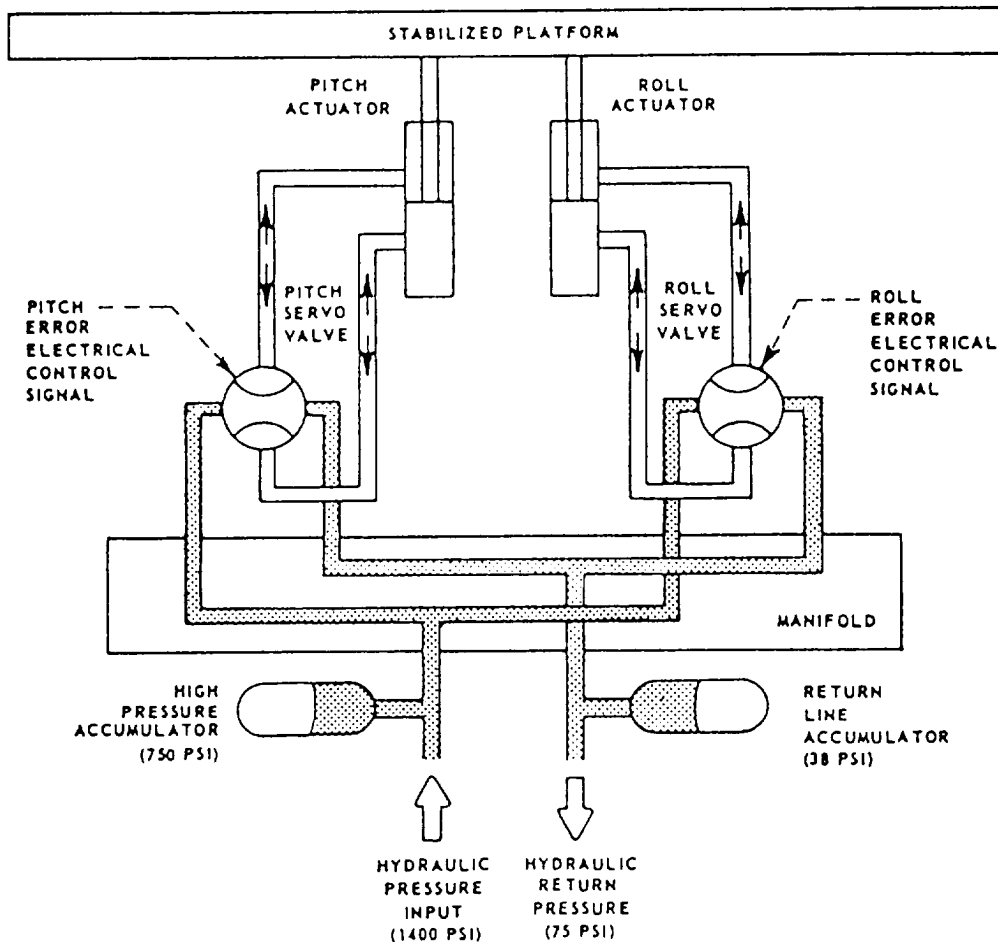 STABILIZED PLATFORM
PITCH
ACTUATOR
ROLL
ACTUATOR
PITCH
ERROR
ELECTRICAL
CONTROL
SIGNAL
PITCH
SERVO
VALVE
ROLL
SERVO
VALVE
ROLL
ERROR
ELECTRICAL
CONTROL
SIGNAL
MANIFOLD
HIGH
PRESSURE
ACCUMULATOR
(750 PSI)
RETURN
LINE
ACCUMULATOR
(38 PSI)
HYDRAULIC
PRESSURE
INPUT
(1400 PSI)
HYDRAULIC
RETURN
PRESSURE
(75 PSI)